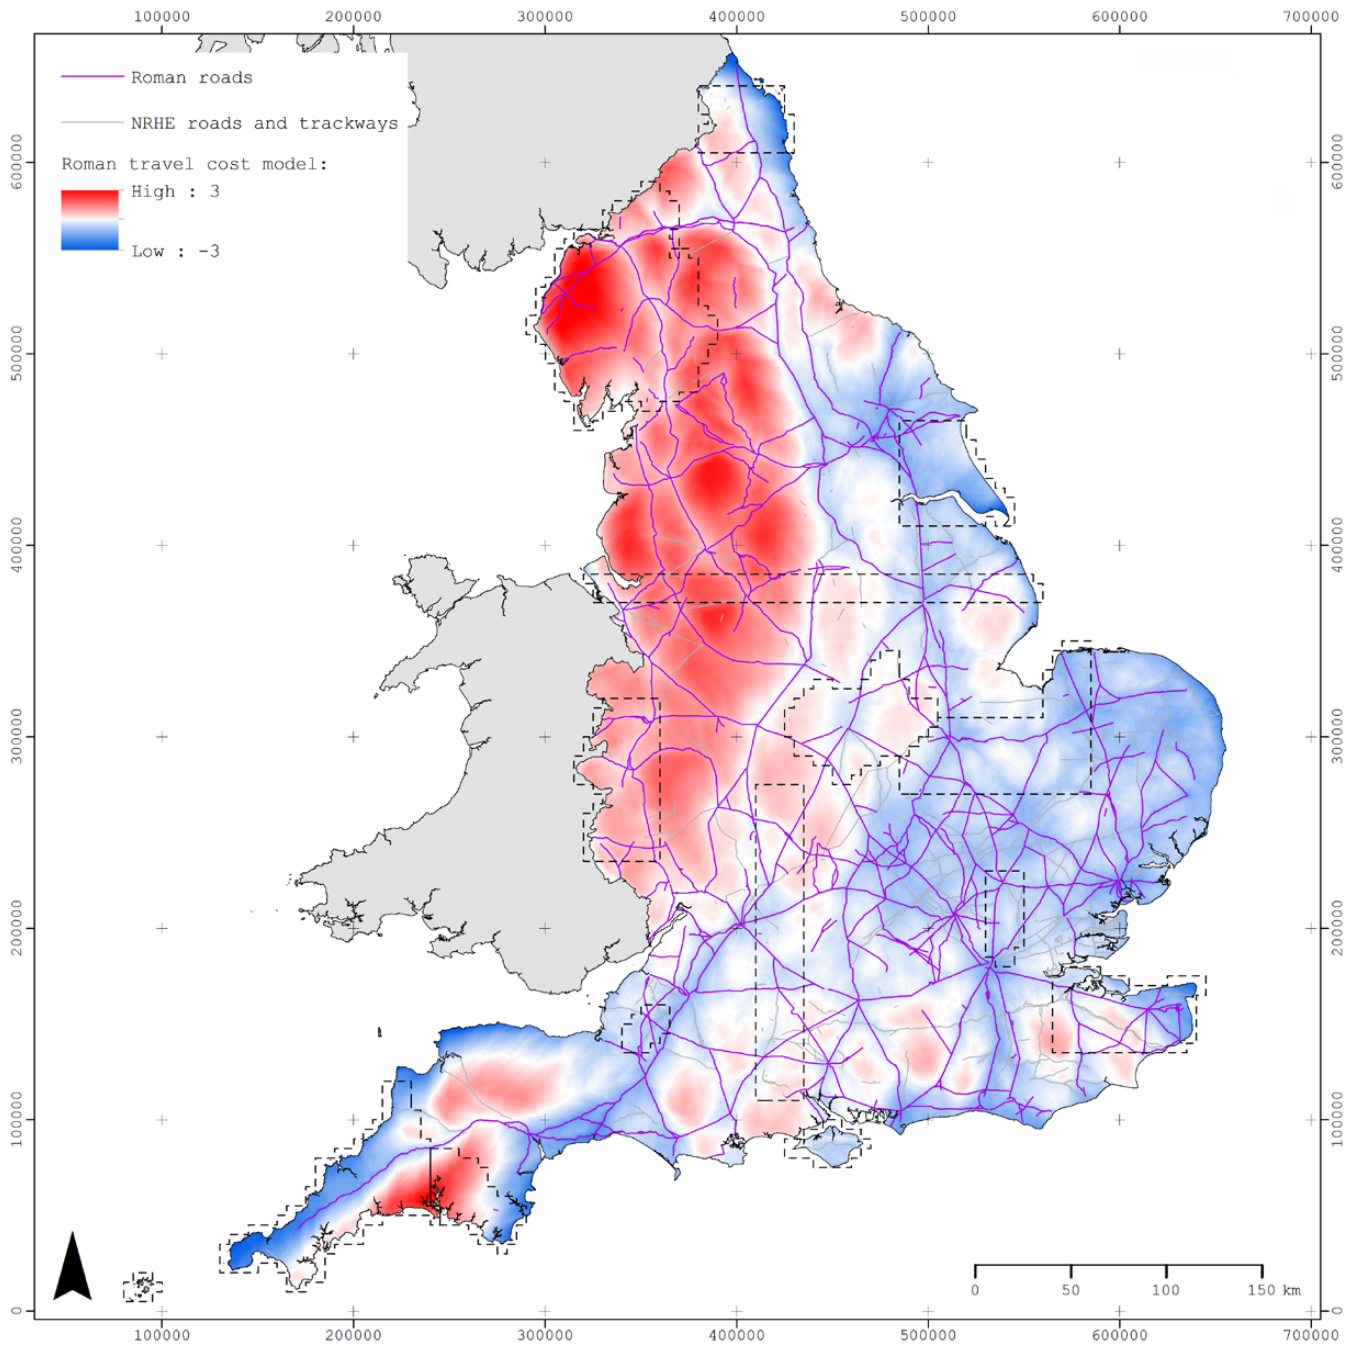 100000 200000 300000 400000 500000 600000 700000
Roman roads
NRHE roads and trackways
Roman travel cost model:
High : 3
Low : -3
600000 600000
500000 500000
400000 400000
300000 300000
200000 200000
100000 100000
0 50 100 150 km
0 0
100000 200000 300000 400000 500000 600000 700000